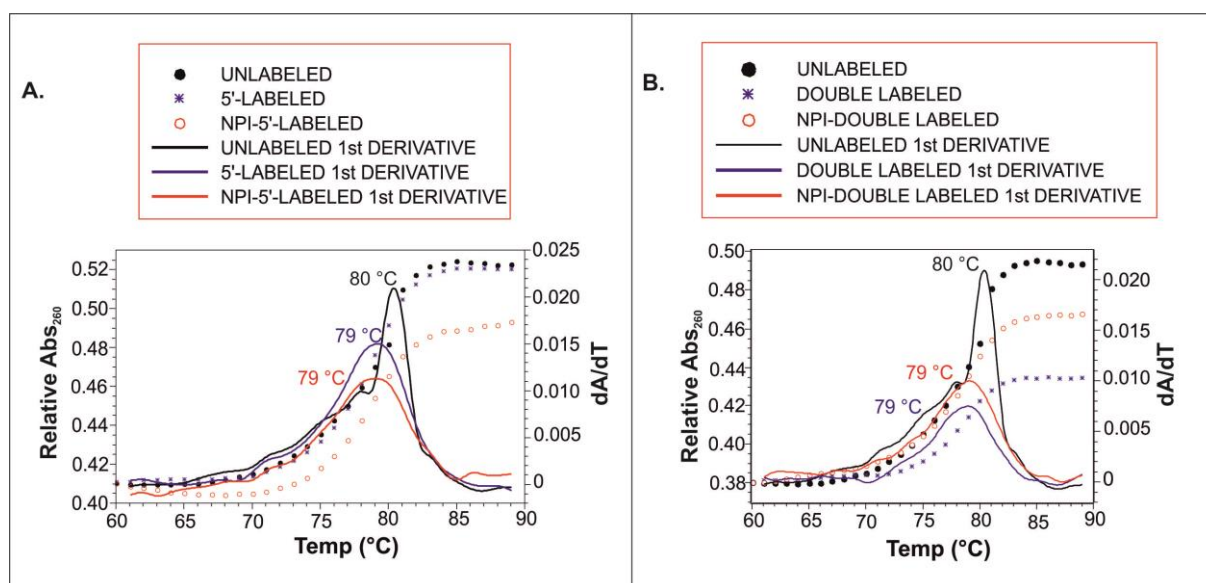 A.
UNLABELED
5'-LABELED
NPI-5'-LABELED
UNLABELED 1st DERIVATIVE
5'-LABELED 1st DERIVATIVE
NPI-5'-LABELED 1st DERIVATIVE
0.52
0.50
0.48
0.46
0.44
0.42
0.40
Relative Abs260
80 °C
79 °C
79 °C
0.025
0.020
0.015
0.010
0.005
0
dA/dT
60 65 70 75 80 85 90
Temp (°C)
B.
UNLABELED
DOUBLE LABELED
NPI-DOUBLE LABELED
UNLABELED 1st DERIVATIVE
DOUBLE LABELED 1st DERIVATIVE
NPI-DOUBLE LABELED 1st DERIVATIVE
0.50
0.48
0.46
0.44
0.42
0.40
0.38
Relative Abs260
80 °C
79 °C
79 °C
0.020
0.015
0.010
0.005
0
dA/dT
60 65 70 75 80 85 90
Temp (°C)